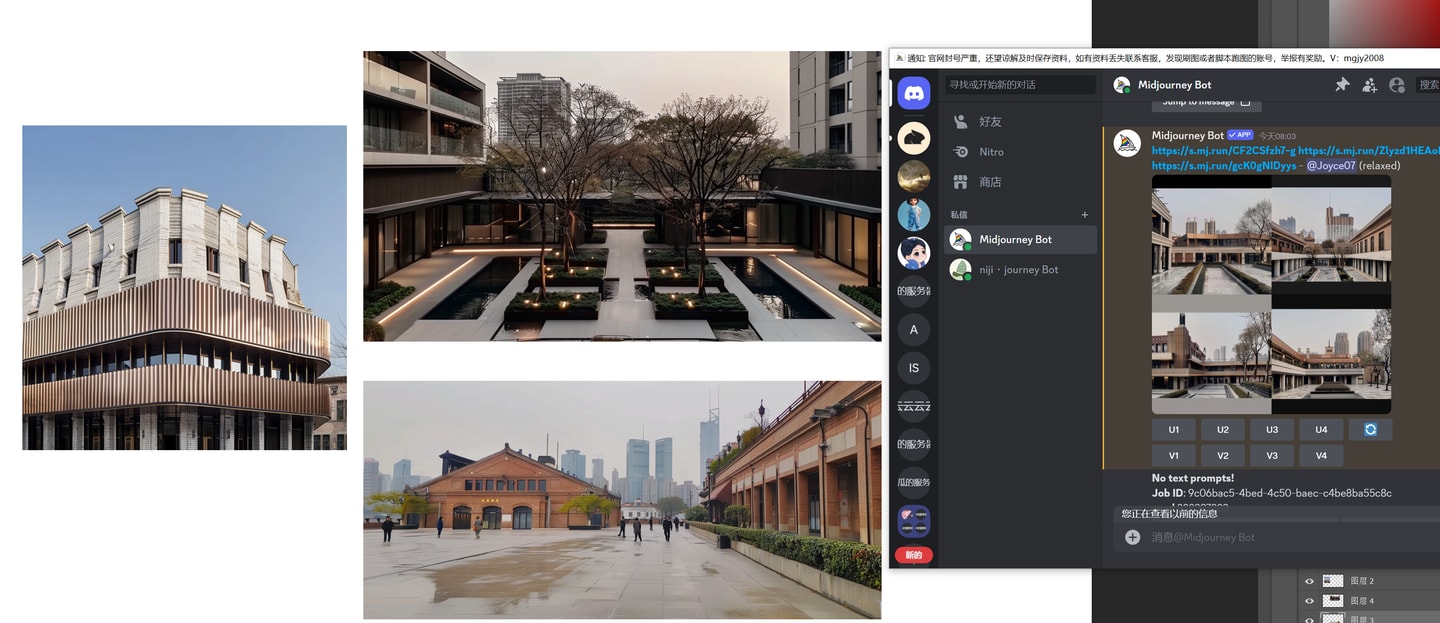 通知: 官网封号严重，还望谅解及时保存资料，如有资料丢失联系客服，发现刷图或者脚本跑图的账号，举报有奖励。V：mgjy2008
寻找或开始新的对话
好友
Nitro
商店
私信
Midjourney Bot
niji・journey Bot
的服务器
A
IS
云云云
的服务器
瓜的服务
新的
Midjourney Bot
搜索
Jump to message
Midjourney Bot ✓ APP 今天08:03
https://s.mj.run/CF2CSfzh7-g https://s.mj.run/Zlyzd1HEAol
https://s.mj.run/gcK0gNIDyys - @Joyce07 (relaxed)
U1 U2 U3 U4
V1 V2 V3 V4
No text prompts!
Job ID: 9c06bac5-4bed-4c50-baec-c4be8ba55c8c
您正在查看以前的信息
消息@Midjourney Bot
图层 2
图层 4
图层 3